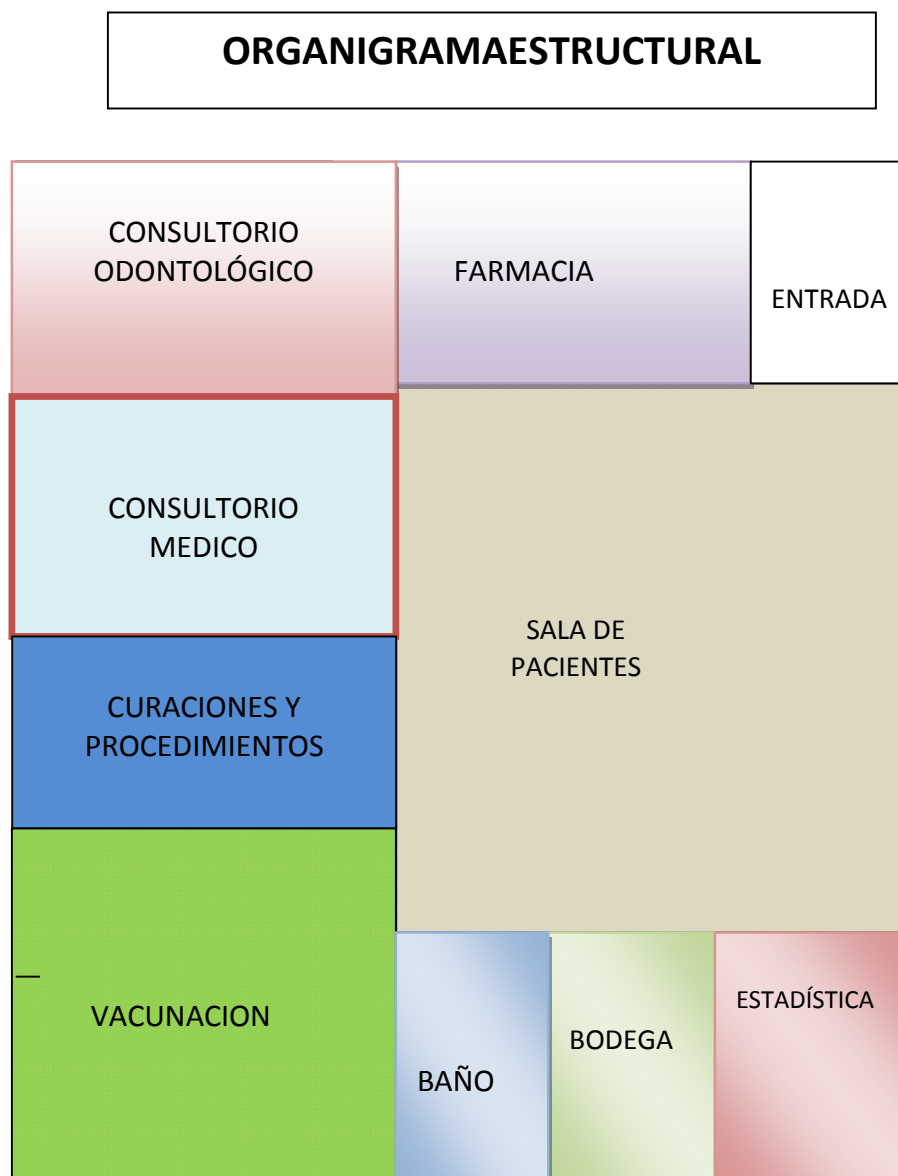 ORGANIGRAMAESTRUCTURAL
CONSULTORIO
ODONTOLÓGICO
FARMACIA
ENTRADA
CONSULTORIO
MEDICO
SALA DE
PACIENTES
CURACIONES Y
PROCEDIMIENTOS
VACUNACION
BAÑO
BODEGA
ESTADÍSTICA